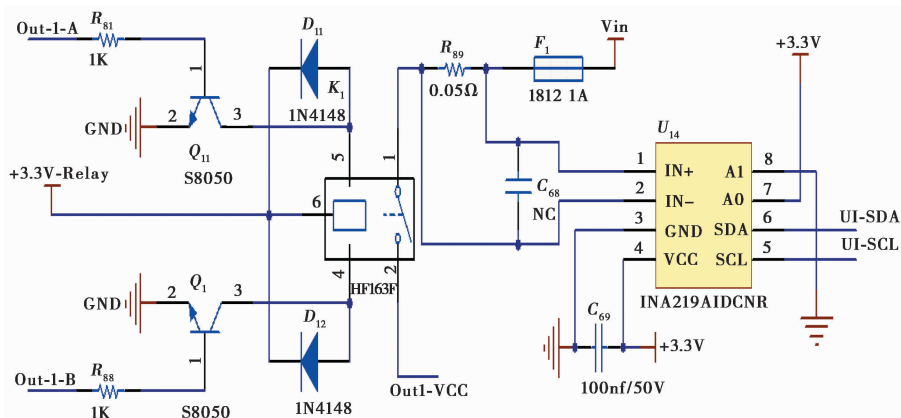 Out-1-A
R81
1K
1
GND
2
3
Q11
S8050
D11
K1
1N4148
+3.3V-Relay
5
1
6
4
2
HF163F
GND
2
Q1
3
1
Out-1-B
R88
1K
S8050
D12
1N4148
Out1-VCC
R89
0.05Ω
F1
1812 1A
Vin
+3.3V
C68
NC
U14
1 IN+ A1 8
2 IN- A0 7
3 GND SDA 6 UI-SDA
4 VCC SCL 5 UI-SCL
INA219AIDCNR
C69
+3.3V
100nf/50V